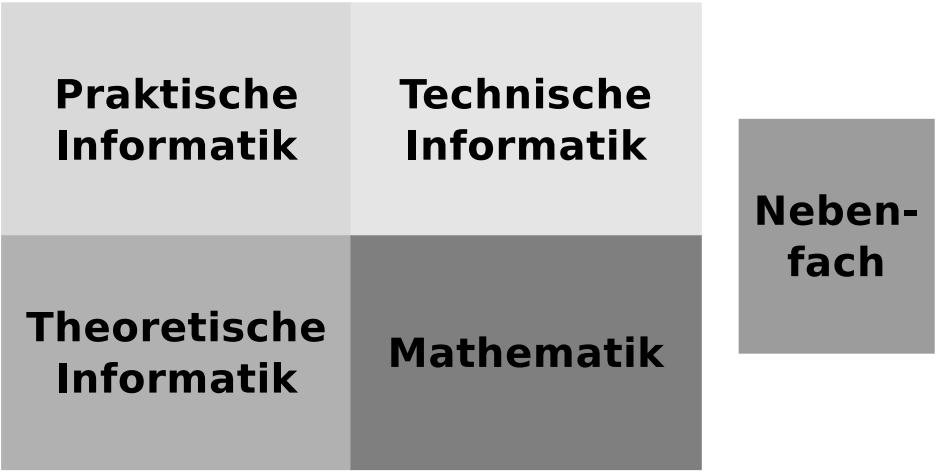 Praktische
Informatik
Technische
Informatik
Neben-
fach
Theoretische
Informatik
Mathematik